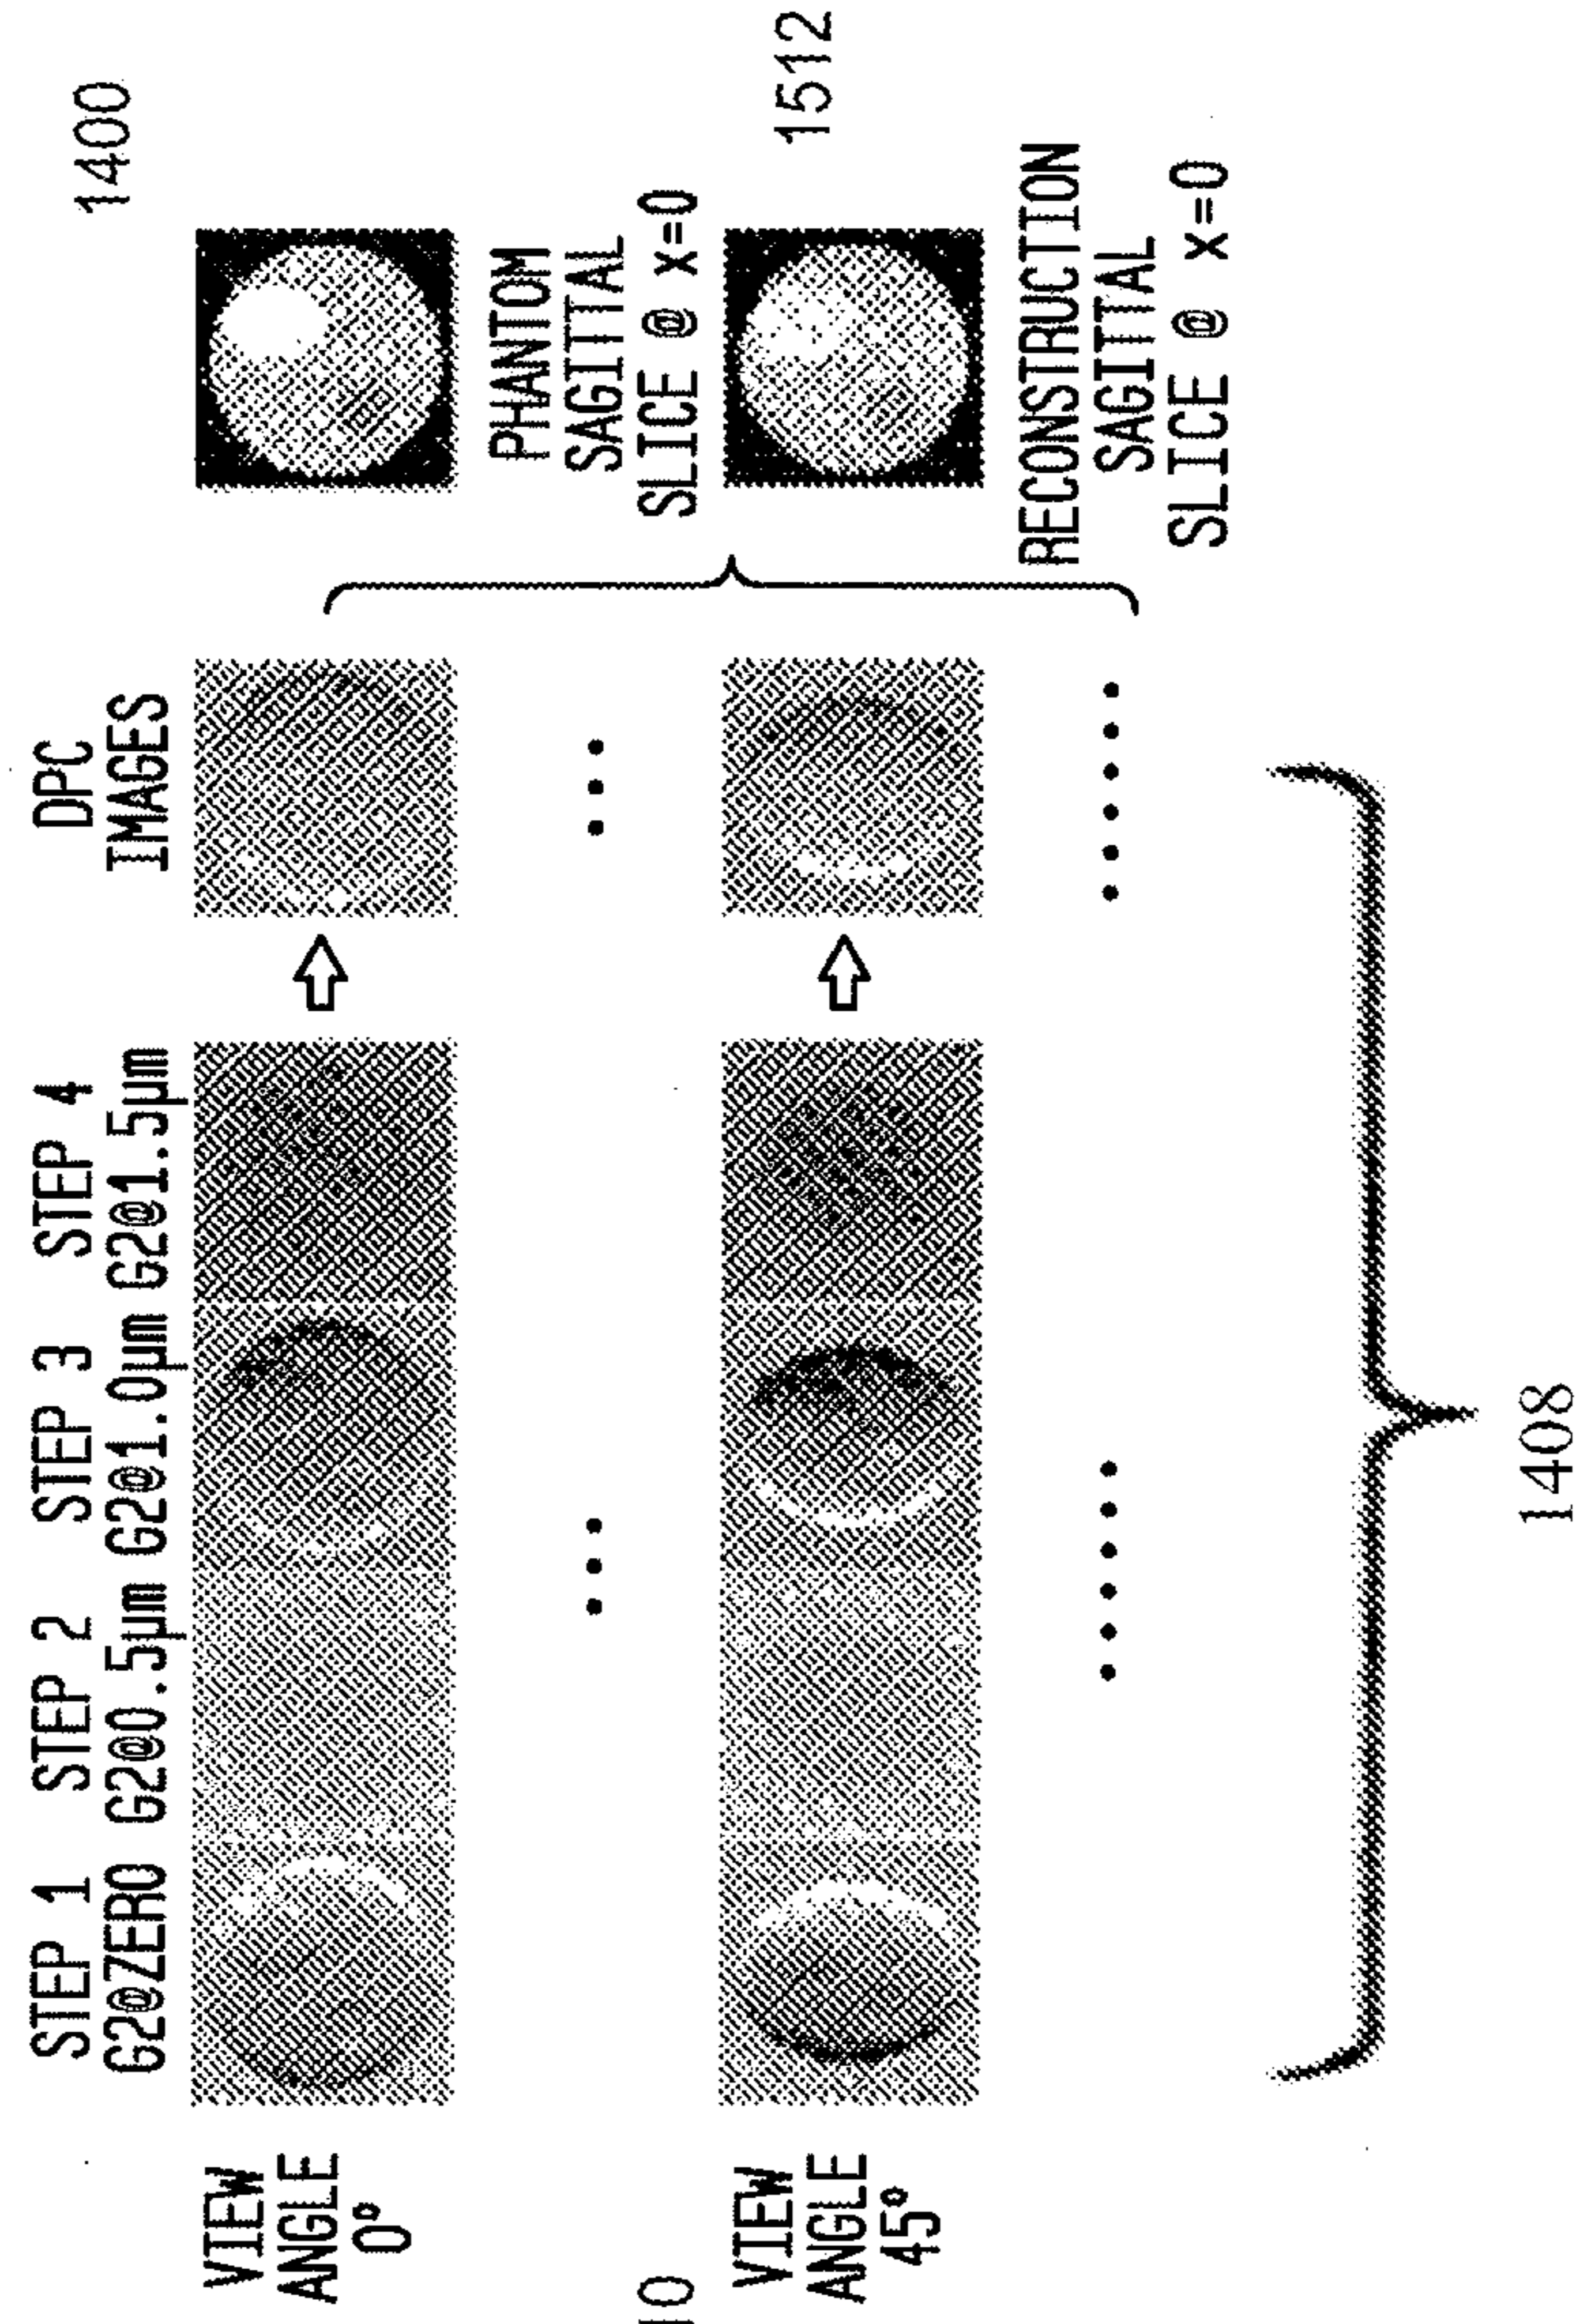 STEP 1 STEP 2 STEP 3 STEP 4
G2@ZERO G2@0.5µm G2@1.0µm G2@1.5µm
DPC
IMAGES
1400
VIEW
ANGLE
0°
PHANTOM
SAGITTAL
SLICE @ x=0
10
VIEW
ANGLE
45°
1512
RECONSTRUCTION
SAGITTAL
SLICE @ x=0
1408